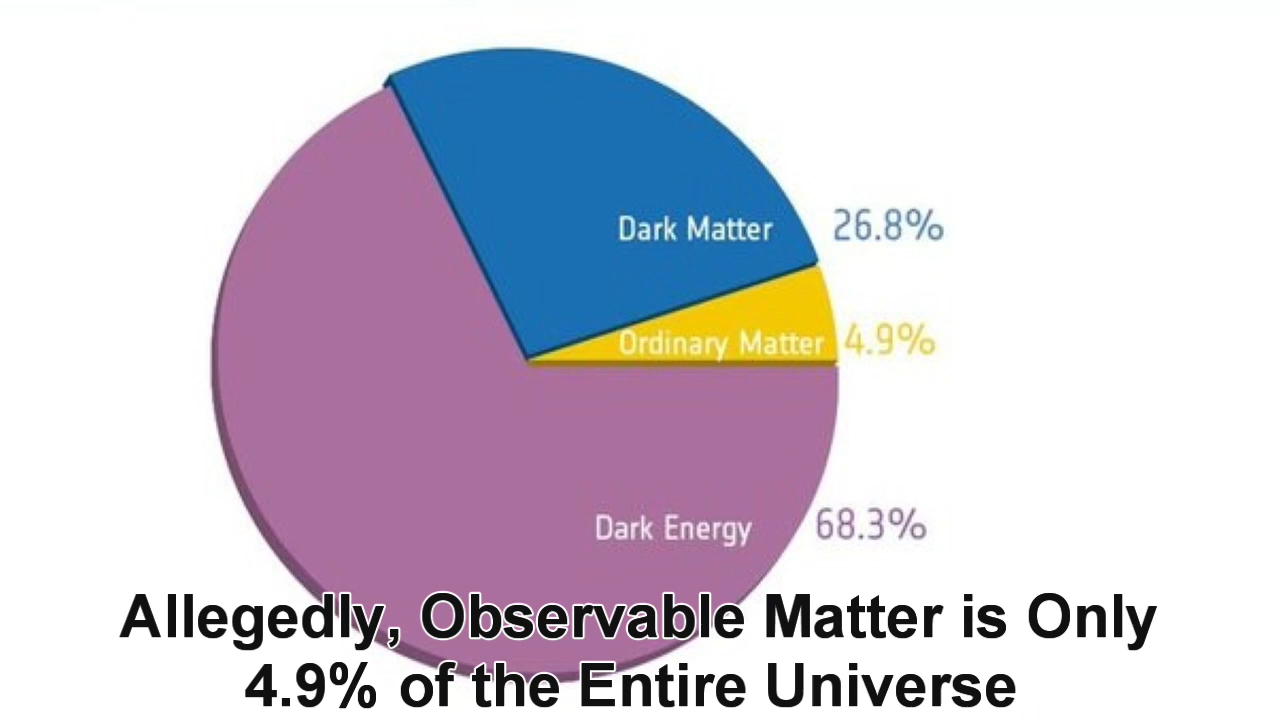 Dark Matter 26.8%
Ordinary Matter 4.9%
Dark Energy 68.3%
Allegedly, Observable Matter is Only
4.9% of the Entire Universe